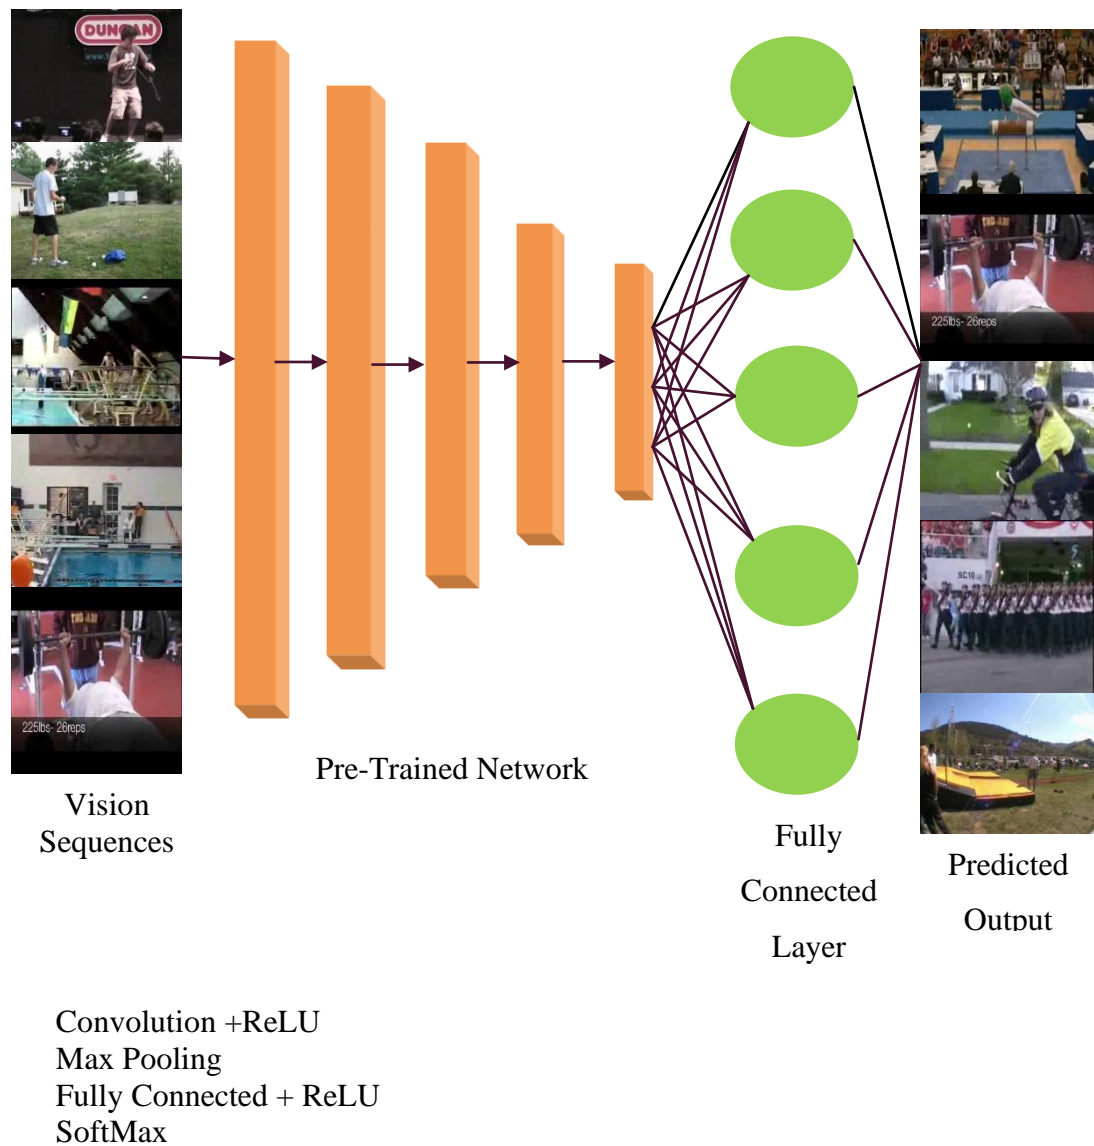 DUNCAN
225lbs- 26reps
225lbs- 26reps
Pre-Trained Network
Vision
Sequences
Fully
Connected
Layer
Predicted
Output
Convolution +ReLU
Max Pooling
Fully Connected + ReLU
SoftMax